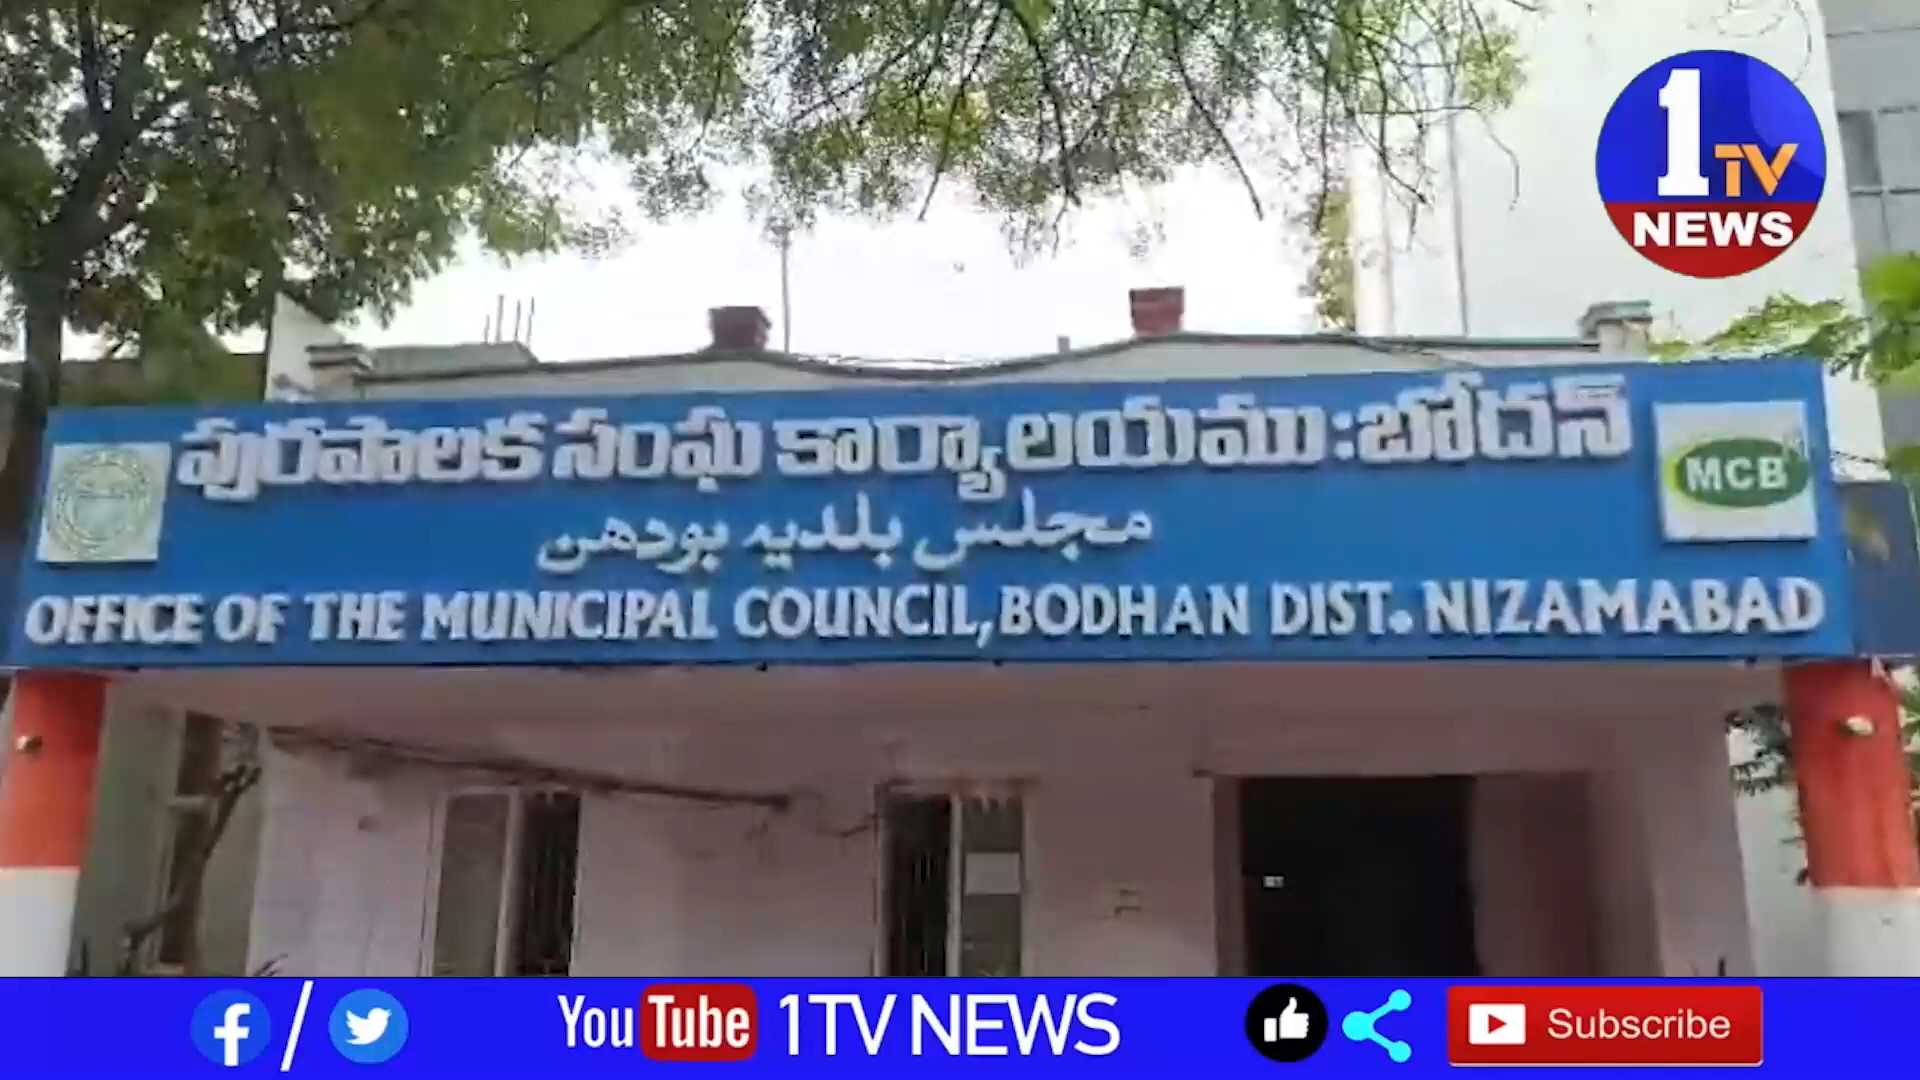 1TV
NEWS
పురపాలక సంఘ కార్యాలయము:బోదన్
MCB
مجلس بلدیہ بودھن
OFFICE OF THE MUNICIPAL COUNCIL, BODHAN DIST. NIZAMABAD
YouTube 1TV NEWS
Subscribe